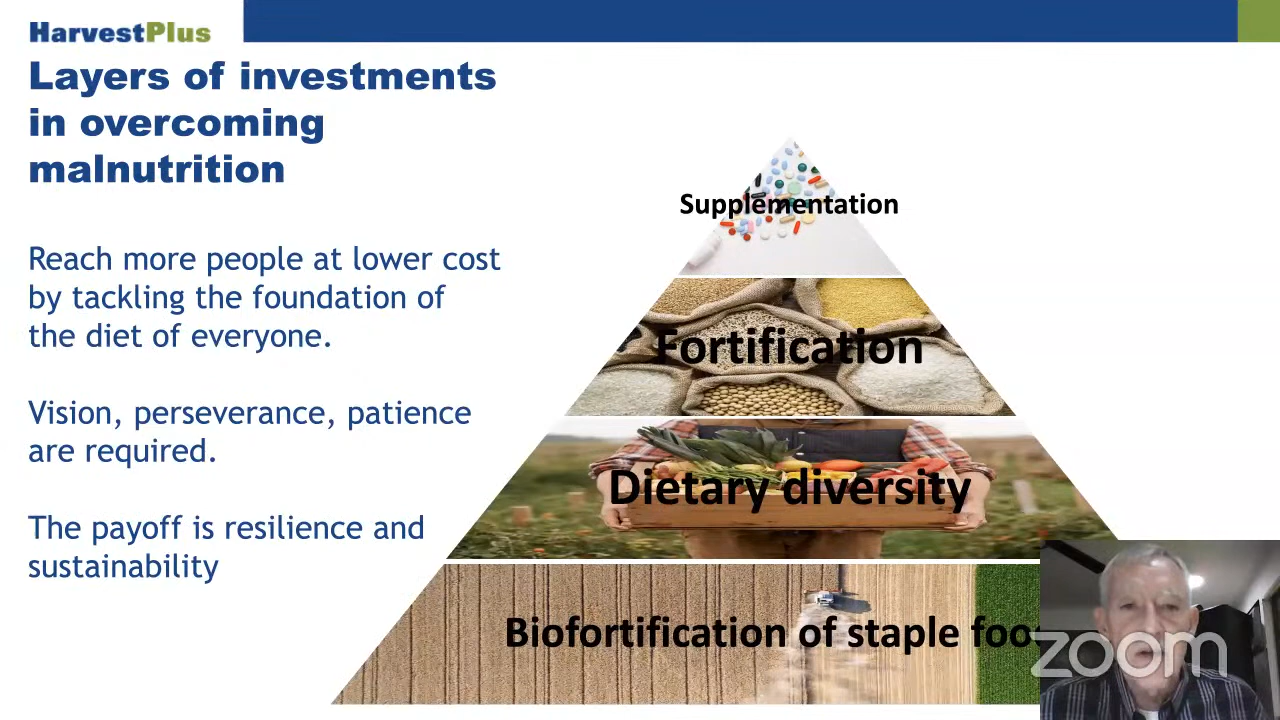 HarvestPlus
Layers of investments
in overcoming
malnutrition
Reach more people at lower cost
by tackling the foundation of
the diet of everyone.
Vision, perseverance, patience
are required.
The payoff is resilience and
sustainability
Supplementation
Fortification
Dietary diversity
Biofortification of staple
zoom